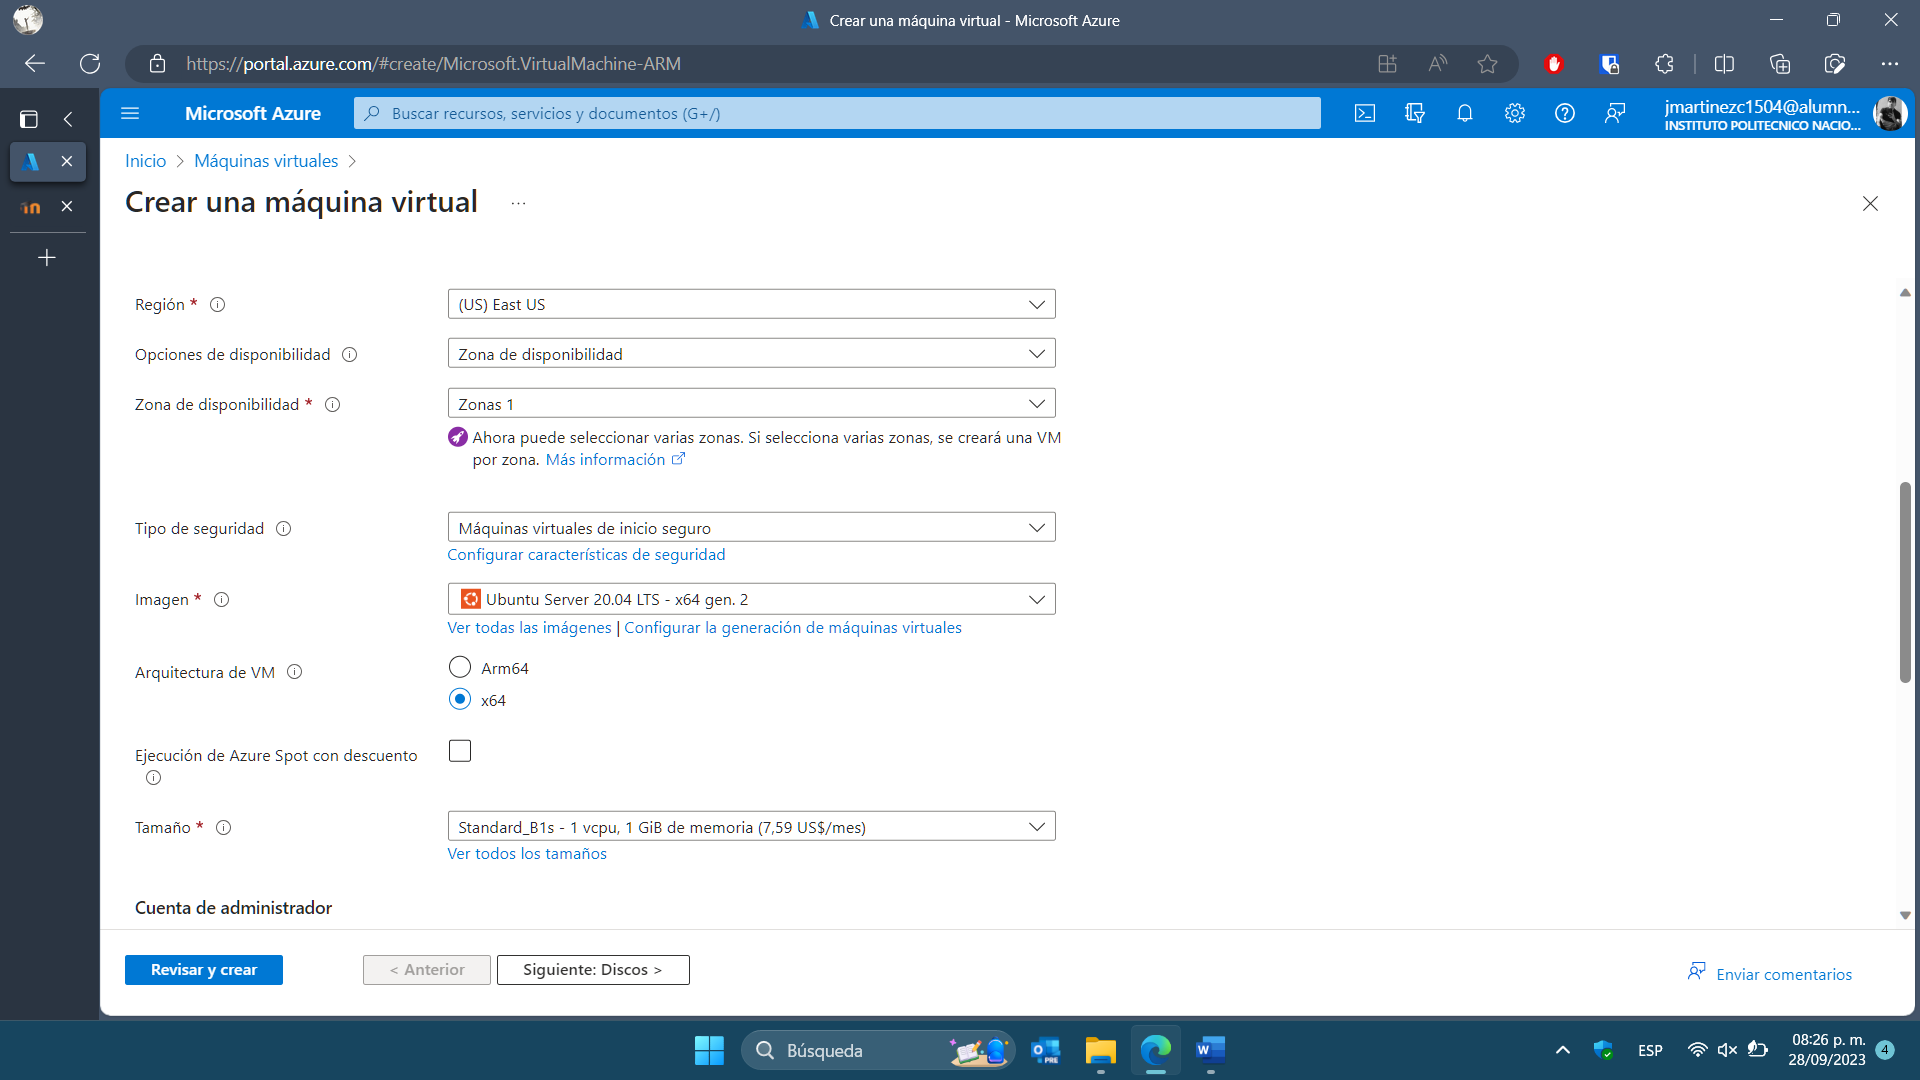 Crear una máquina virtual - Microsoft Azure
https://portal.azure.com/#create/Microsoft.VirtualMachine-ARM
Microsoft Azure
Buscar recursos, servicios y documentos (G+/)
jmartinezc1504@alumn...
INSTITUTO POLITECNICO NACIO...
Inicio > Máquinas virtuales >
Crear una máquina virtual ...
Región *
(US) East US
Opciones de disponibilidad
Zona de disponibilidad
Zona de disponibilidad *
Zonas 1
Ahora puede seleccionar varias zonas. Si selecciona varias zonas, se creará una VM
por zona. Más información
Tipo de seguridad
Máquinas virtuales de inicio seguro
Configurar características de seguridad
Imagen *
Ubuntu Server 20.04 LTS - x64 gen. 2
Ver todas las imágenes | Configurar la generación de máquinas virtuales
Arquitectura de VM
Arm64
x64
Ejecución de Azure Spot con descuento
Tamaño *
Standard_B1s - 1 vcpu, 1 GiB de memoria (7,59 US$/mes)
Ver todos los tamaños
Cuenta de administrador
Revisar y crear
< Anterior
Siguiente: Discos >
Enviar comentarios
Búsqueda
ESP
08:26 p. m.
28/09/2023
4